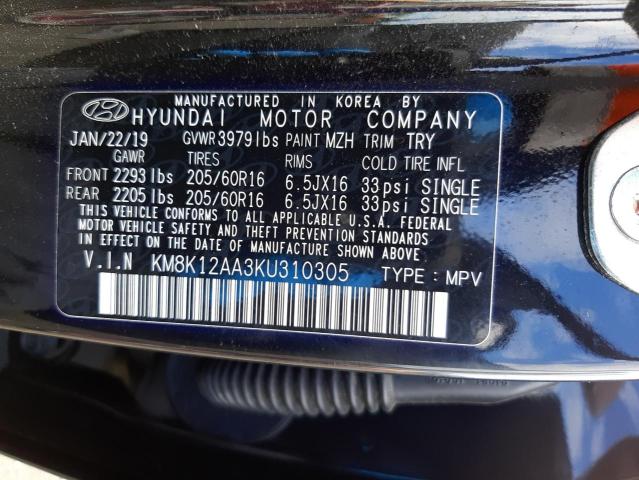 MANUFACTURED IN KOREA BY
HYUNDAI MOTOR COMPANY
JAN/22/19 GVWR 3979 lbs PAINT MZH TRIM TRY
GAWR TIRES RIMS COLD TIRE INFL
FRONT 2293 lbs 205/60R16 6.5JX16 33psi SINGLE
REAR 2205 lbs 205/60R16 6.5JX16 33psi SINGLE
THIS VEHICLE CONFORMS TO ALL APPLICABLE U.S.A. FEDERAL
MOTOR VEHICLE SAFETY AND THEFT PREVENTION STANDARDS
IN EFFECT ON THE DATE OF MANUFACTURE SHOWN ABOVE.
V.I.N KM8K12AA3KU310305 TYPE : MPV